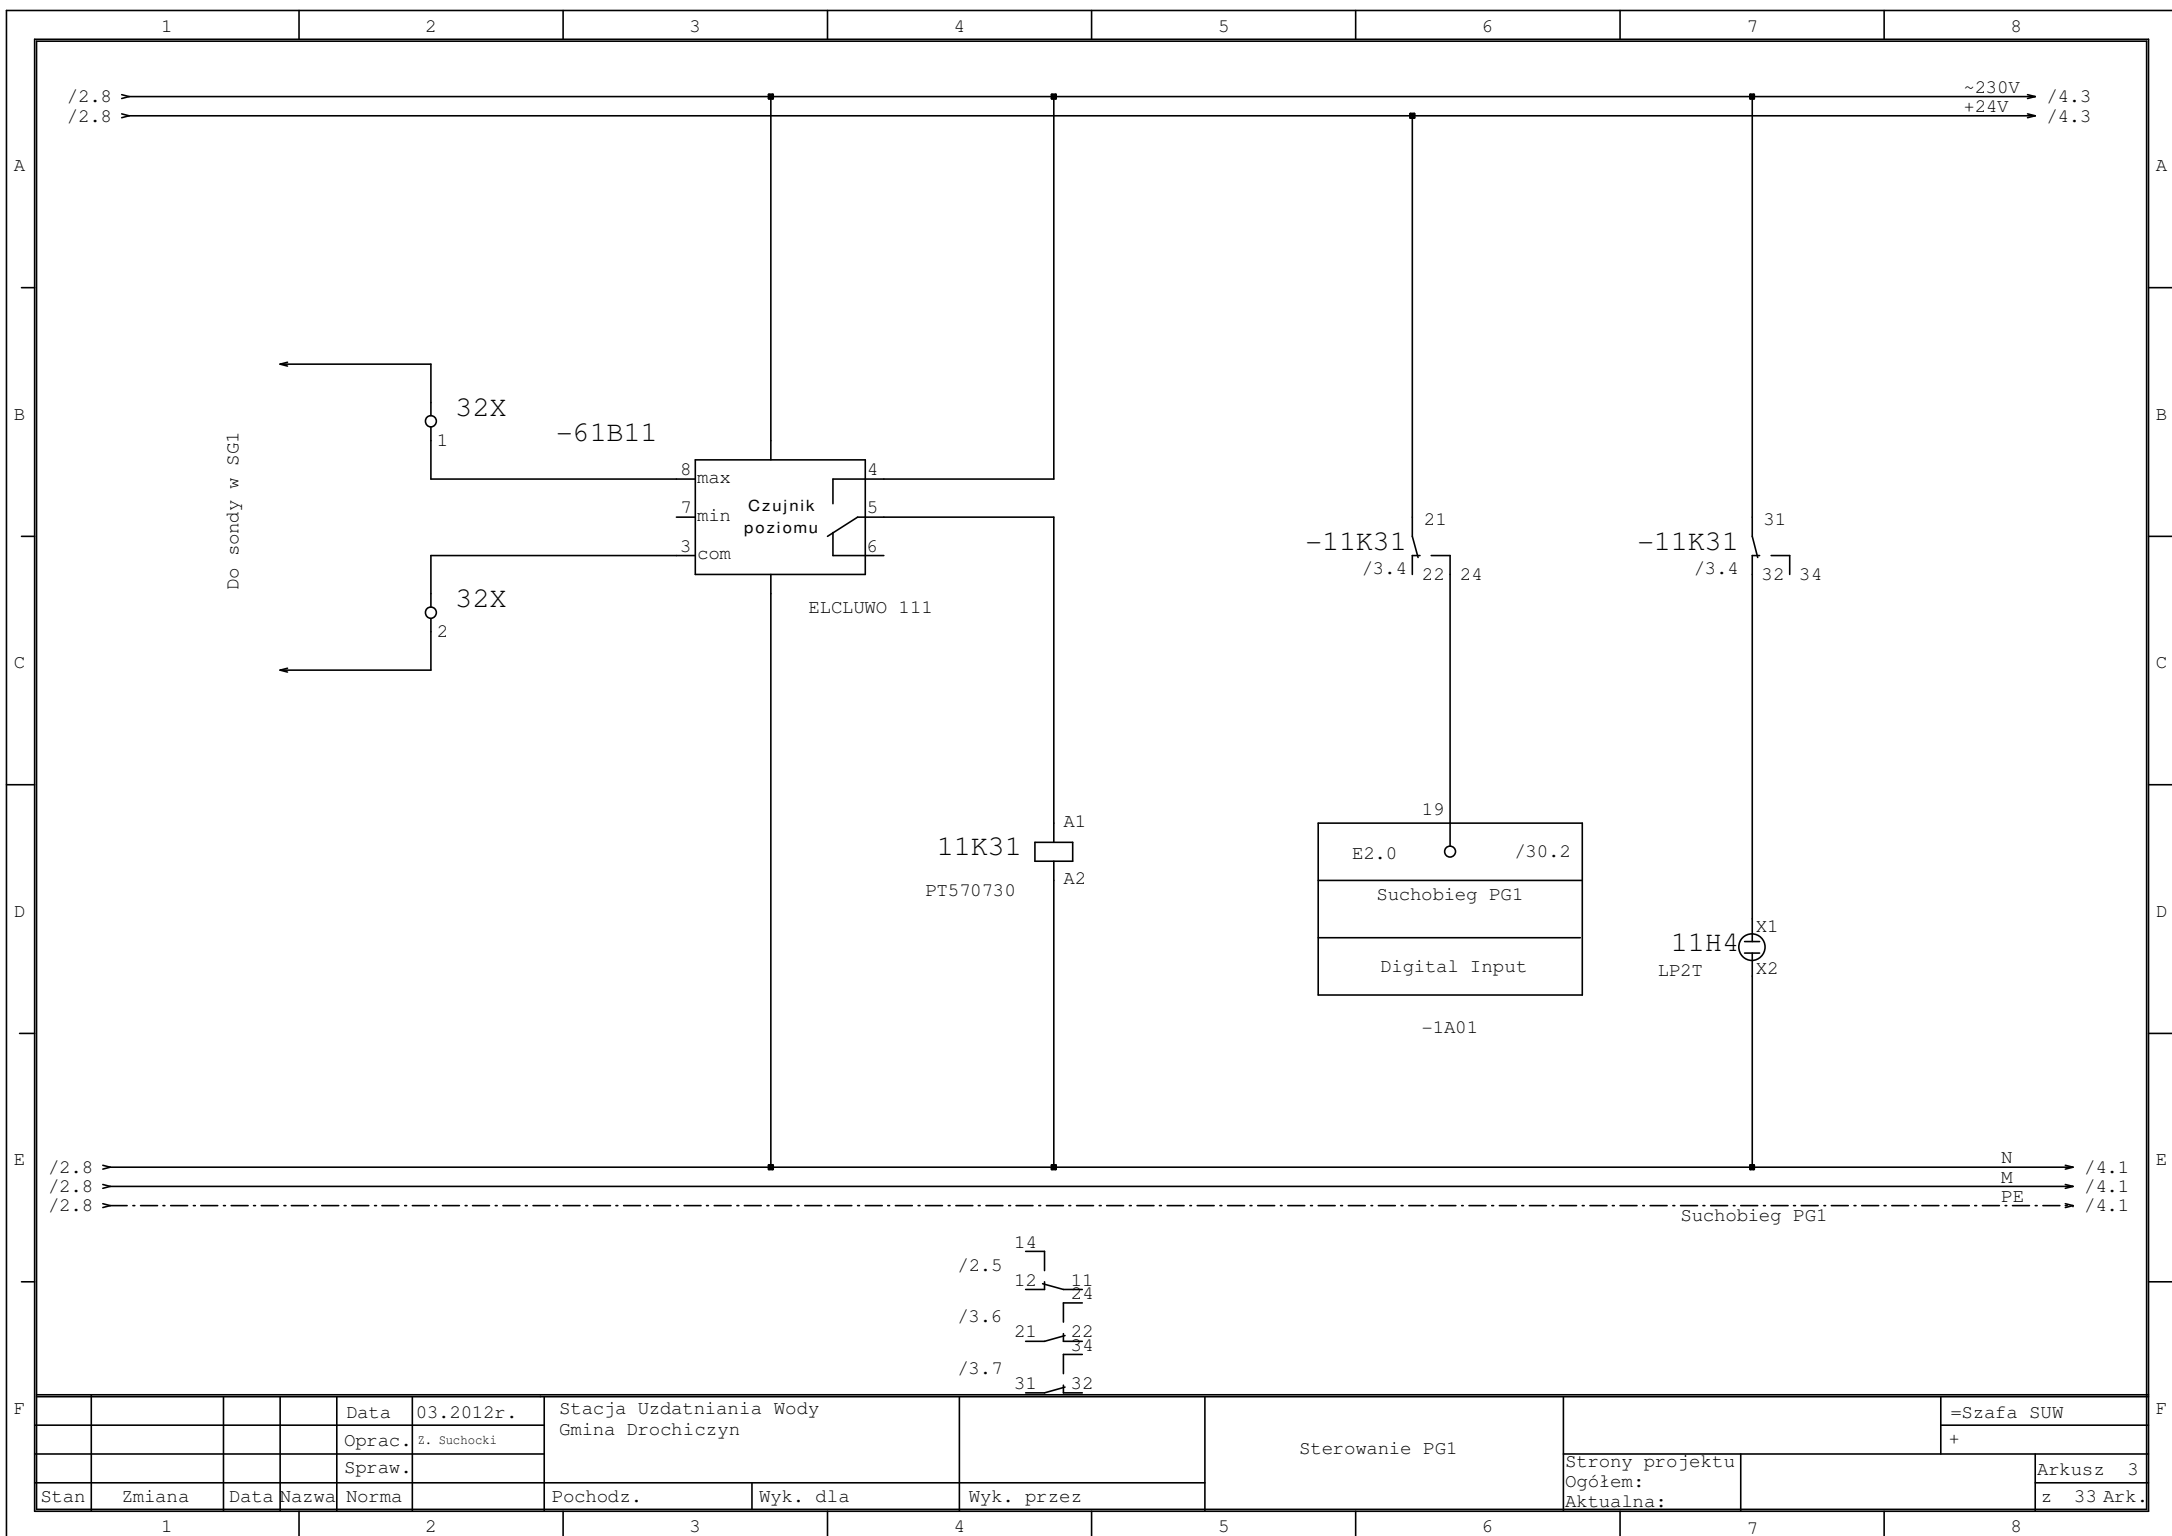 1 2 3 4 5 6 7 8
/2.8 ~230V /4.3
/2.8 +24V /4.3
A A
B B
C C
D D
E E
F F
Do sondy w SG1
32X
1
32X
2
-61B11
8 max
7 min
3 com
Czujnik
poziomu
4
5
6
ELCLUWO 111
A1
11K31
A2
PT570730
21
-11K31
/3.4 22 24
31
-11K31
/3.4 32 34
19
E2.0 /30.2
Suchobieg PG1
Digital Input
-1A01
X1
11H4
X2
LP2T
/2.8 N /4.1
/2.8 M /4.1
/2.8 PE /4.1
Suchobieg PG1
14
/2.5
12 11
24
/3.6
21 22
34
/3.7
31 32
Data 03.2012r.
Oprac. Z. Suchocki
Spraw.
Stan Zmiana Data Nazwa Norma
Stacja Uzdatniania Wody
Gmina Drochiczyn
Pochodz. Wyk. dla Wyk. przez
Sterowanie PG1
Strony projektu
Ogółem:
Aktualna:
=Szafa SUW
+
Arkusz 3
z 33 Ark.
1 2 3 4 5 6 7 8